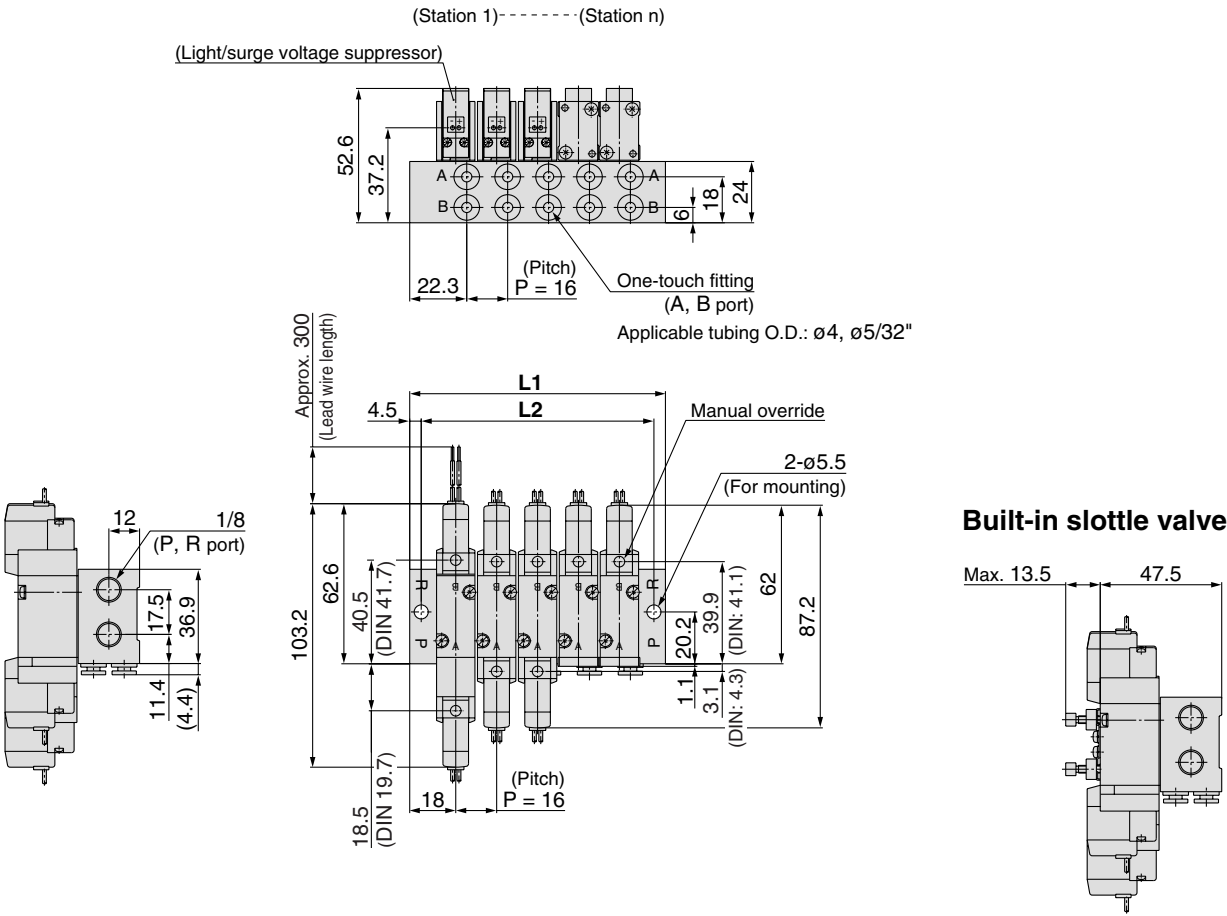 (Station 1)--------(Station n)
(Light/surge voltage suppressor)
52.6
37.2
A
A
B
B
6
18
24
22.3
(Pitch)
P = 16
One-touch fitting
(A, B port)
Applicable tubing O.D.: ø4, ø5/32"
Approx. 300
(Lead wire length)
L1
L2
4.5
Manual override
2-ø5.5
(For mounting)
12
1/8
(P, R port)
17.5
36.9
11.4
(4.4)
103.2
62.6
40.5
(DIN 41.7)
R
P
B
B
B
B
B
A
A
A
A
A
R
P
20.2
39.9
(DIN: 41.1)
62
87.2
1.1
3.1
(DIN: 4.3)
18.5
(DIN 19.7)
18
(Pitch)
P = 16
Built-in slottle valve
Max. 13.5
47.5